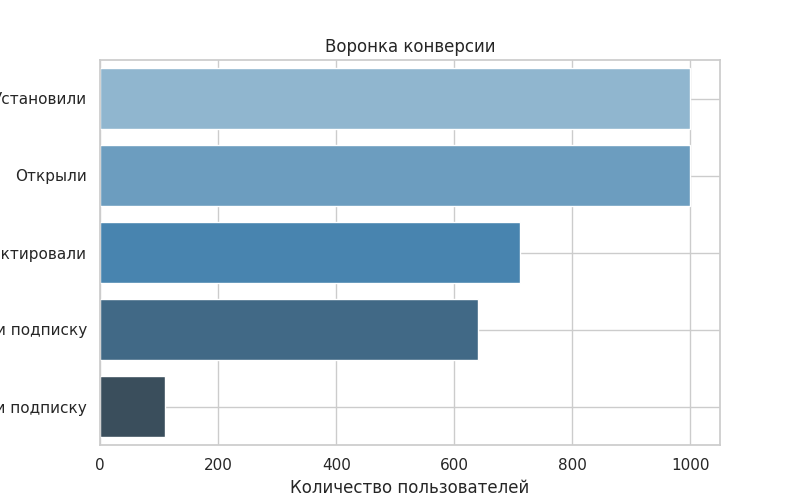 Воронка конверсии
Установили
Открыли
ктировали
и подписку
и подписку
0 200 400 600 800 1000
Количество пользователей